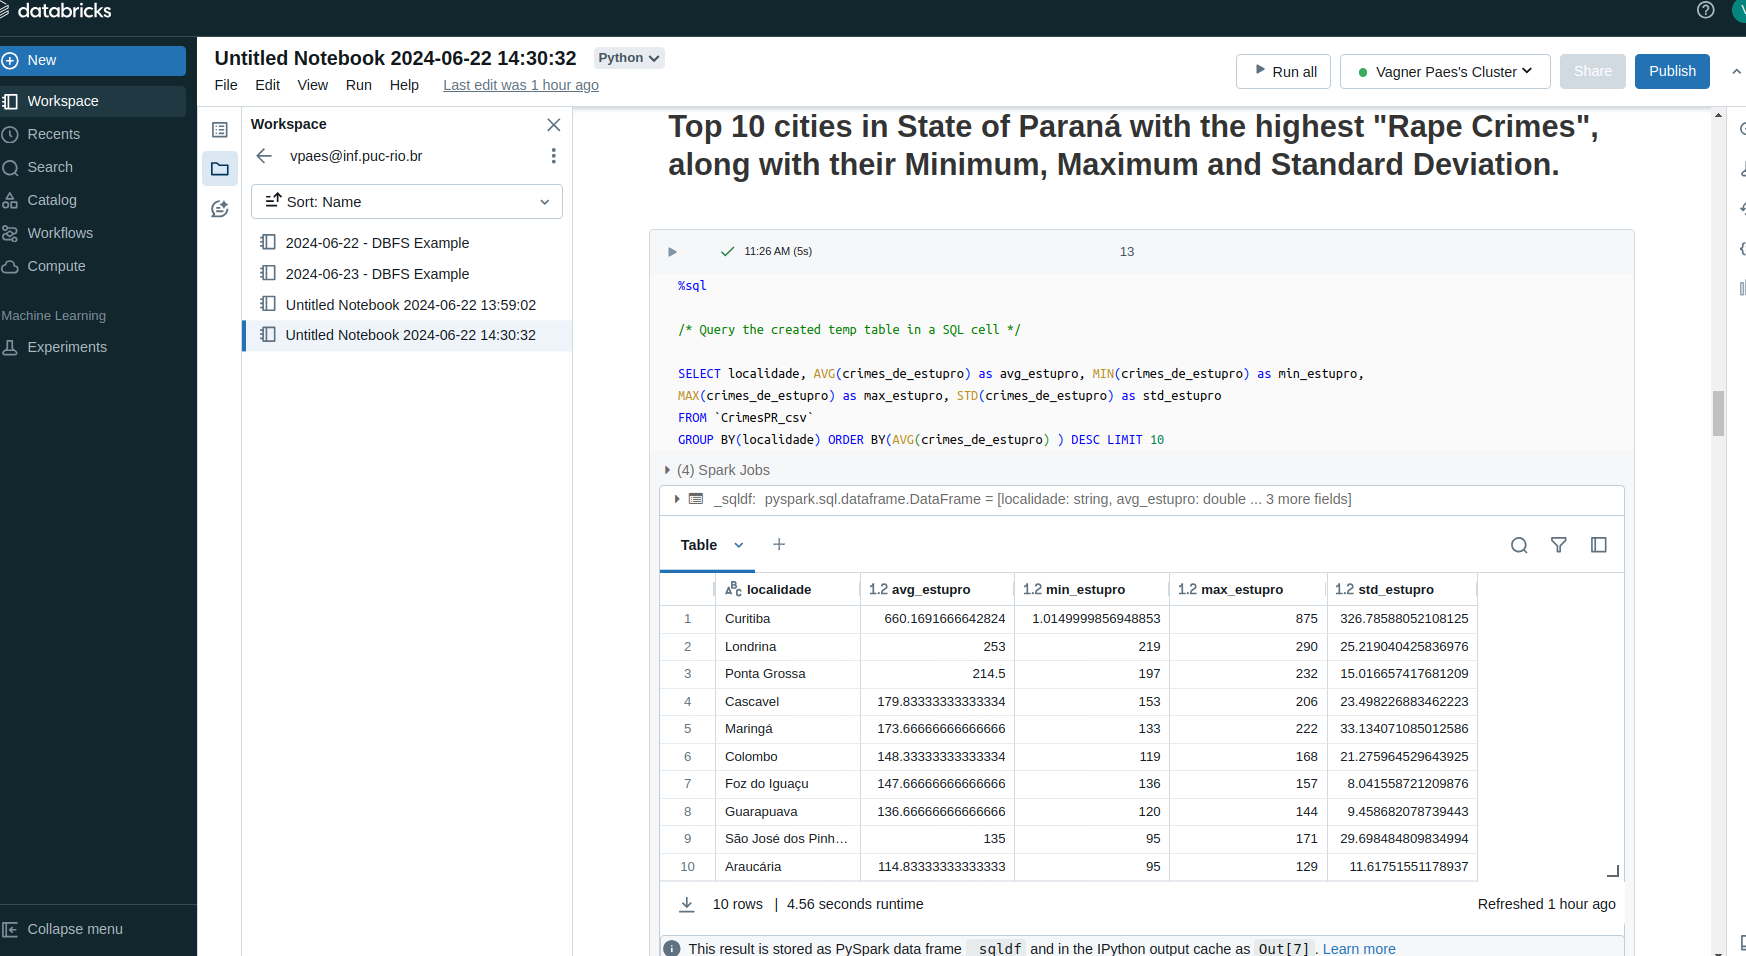 databricks
New
Workspace
Recents
Search
Catalog
Workflows
Compute
Machine Learning
Experiments
Collapse menu
Untitled Notebook 2024-06-22 14:30:32 Python
File Edit View Run Help Last edit was 1 hour ago
Run all Vagner Paes's Cluster Share Publish
Workspace
vpaes@inf.puc-rio.br
Sort: Name
2024-06-22 - DBFS Example
2024-06-23 - DBFS Example
Untitled Notebook 2024-06-22 13:59:02
Untitled Notebook 2024-06-22 14:30:32
Top 10 cities in State of Paraná with the highest "Rape Crimes",
along with their Minimum, Maximum and Standard Deviation.
11:26 AM (5s) 13
%sql
/* Query the created temp table in a SQL cell */
SELECT localidade, AVG(crimes_de_estupro) as avg_estupro, MIN(crimes_de_estupro) as min_estupro,
MAX(crimes_de_estupro) as max_estupro, STD(crimes_de_estupro) as std_estupro
FROM `CrimesPR_csv`
GROUP BY(localidade) ORDER BY(AVG(crimes_de_estupro) ) DESC LIMIT 10
(4) Spark Jobs
_sqldf: pyspark.sql.dataframe.DataFrame = [localidade: string, avg_estupro: double ... 3 more fields]
Table +
localidade 1.2 avg_estupro 1.2 min_estupro 1.2 max_estupro 1.2 std_estupro
1 Curitiba 660.1691666642824 1.0149999856948853 875 326.78588052108125
2 Londrina 253 219 290 25.219040425836976
3 Ponta Grossa 214.5 197 232 15.016657417681209
4 Cascavel 179.83333333333334 153 206 23.498226883462223
5 Maringá 173.66666666666666 133 222 33.134071085012586
6 Colombo 148.33333333333334 119 168 21.275964529643925
7 Foz do Iguaçu 147.66666666666666 136 157 8.041558721209876
8 Guarapuava 136.66666666666666 120 144 9.458682078739443
9 São José dos Pinh... 135 95 171 29.698484809834994
10 Araucária 114.83333333333333 95 129 11.61751551178937
10 rows | 4.56 seconds runtime Refreshed 1 hour ago
This result is stored as PySpark data frame _sqldf and in the IPython output cache as Out[7]. Learn more